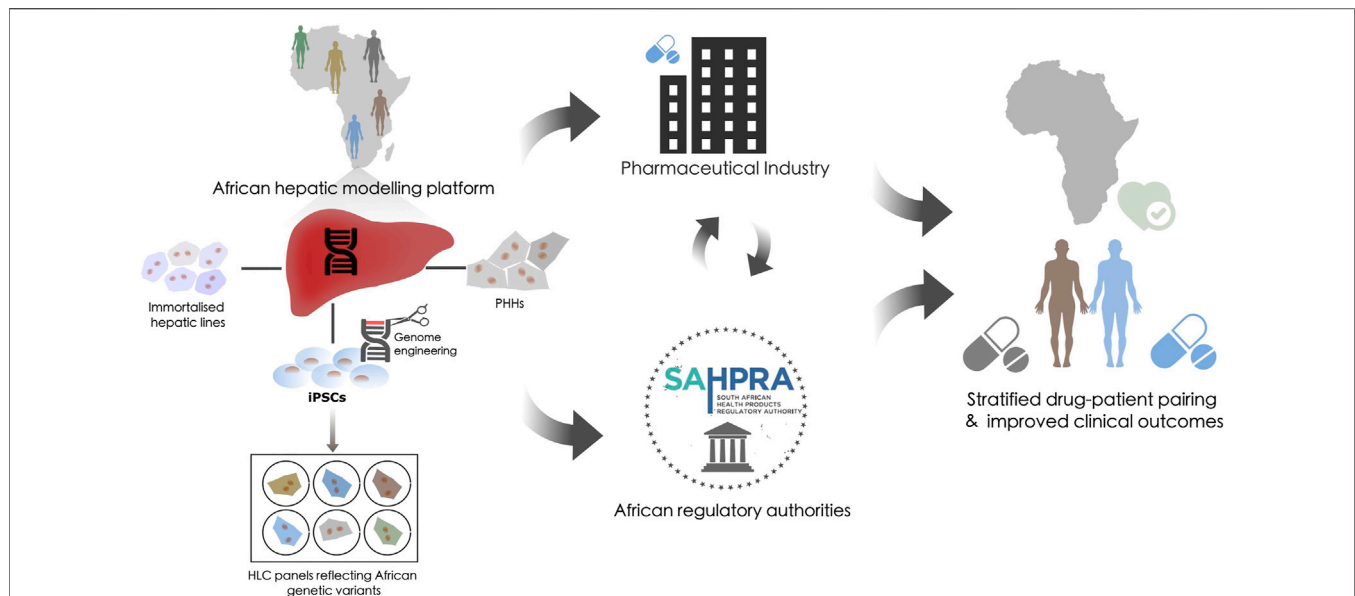 African hepatic modelling platform
Immortalised
hepatic lines
PHHs
Genome
engineering
iPSCs
HLC panels reflecting African
genetic variants
Pharmaceutical Industry
SAHPRA
SOUTH AFRICAN
HEALTH PRODUCTS
REGULATORY AUTHORITY
African regulatory authorities
Stratified drug-patient pairing
& improved clinical outcomes